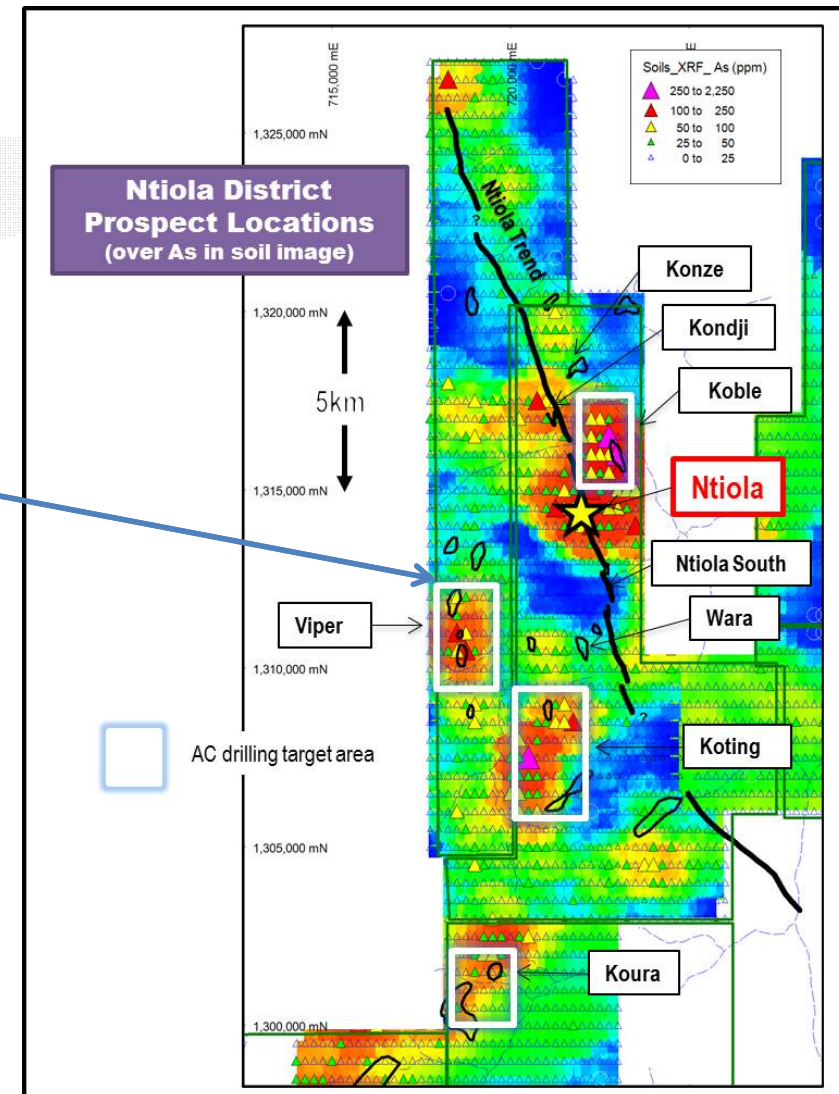 715,000 mE
720,000 mE
Soils_XRF_ As (ppm)
250 to 2,250
100 to 250
50 to 100
25 to 50
0 to 25
1,325,000 mN
Ntiola District
Prospect Locations
(over As in soil image)
Ntiola Trend
?
Konze
1,320,000 mN
Kondji
5km
Koble
1,315,000 mN
Ntiola
Ntiola South
Viper
Wara
1,310,000 mN
?
Koting
AC drilling target area
1,305,000 mN
Koura
1,300,000 mN